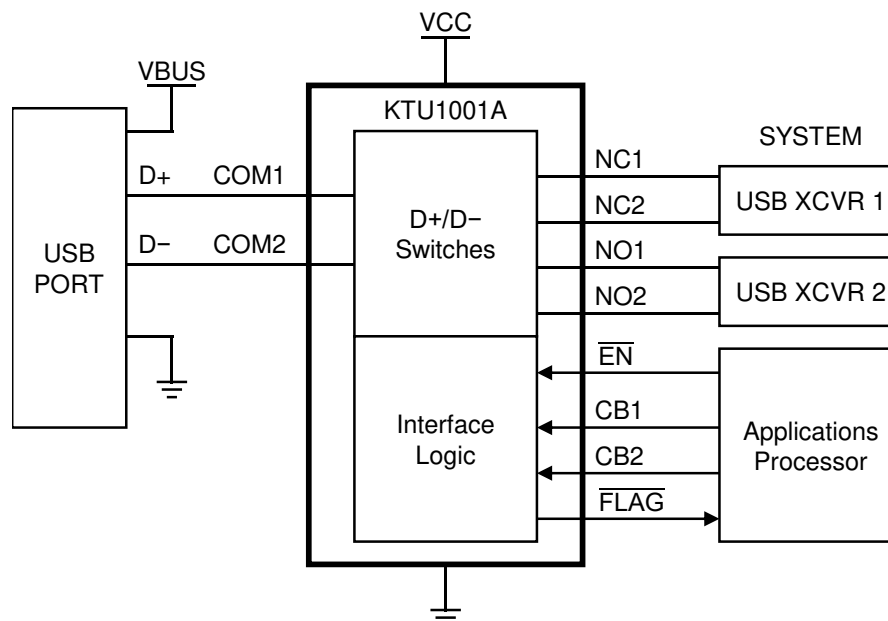 VCC
VBUS
KTU1001A
SYSTEM
D+ COM1
NC1
USB XCVR 1
NC2
D+/D−
Switches
D− COM2
NO1
USB
PORT
NO2
USB XCVR 2
EN
CB1
Interface
Logic
Applications
Processor
CB2
FLAG